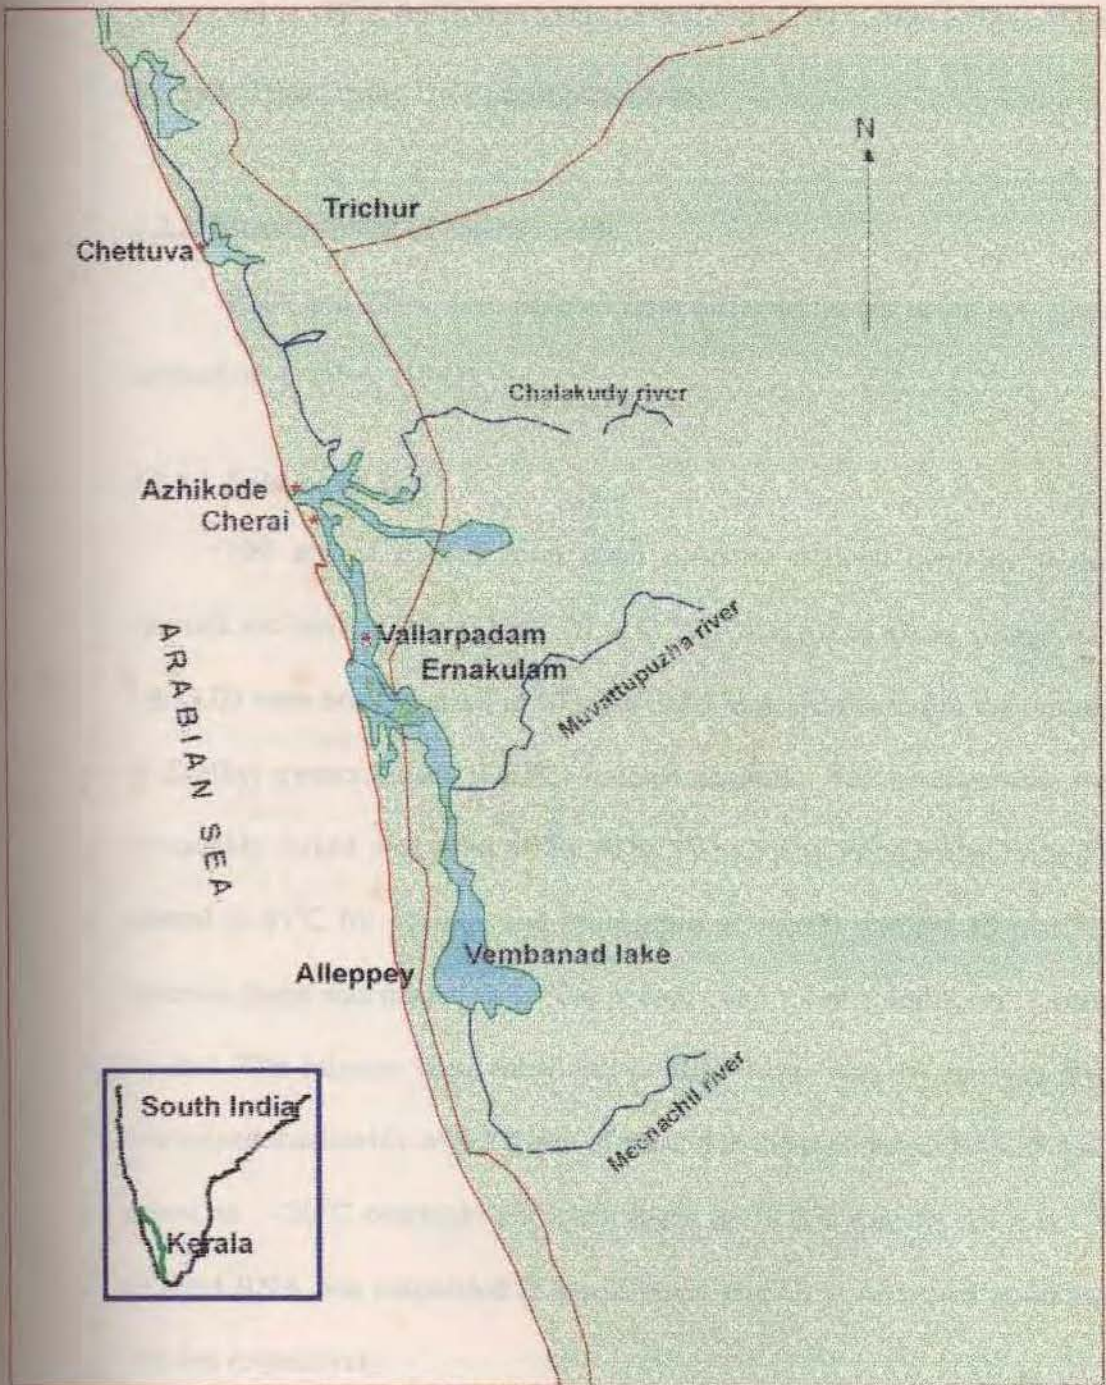 N
Trichur
Chettuva
Chalakudy river
Azhikode
Cherai
Vallarpadam
Ernakulam
Muvattupuzha river
ARABIAN SEA
Vembanad lake
Alleppey
Meenachil river
South India
Kerala